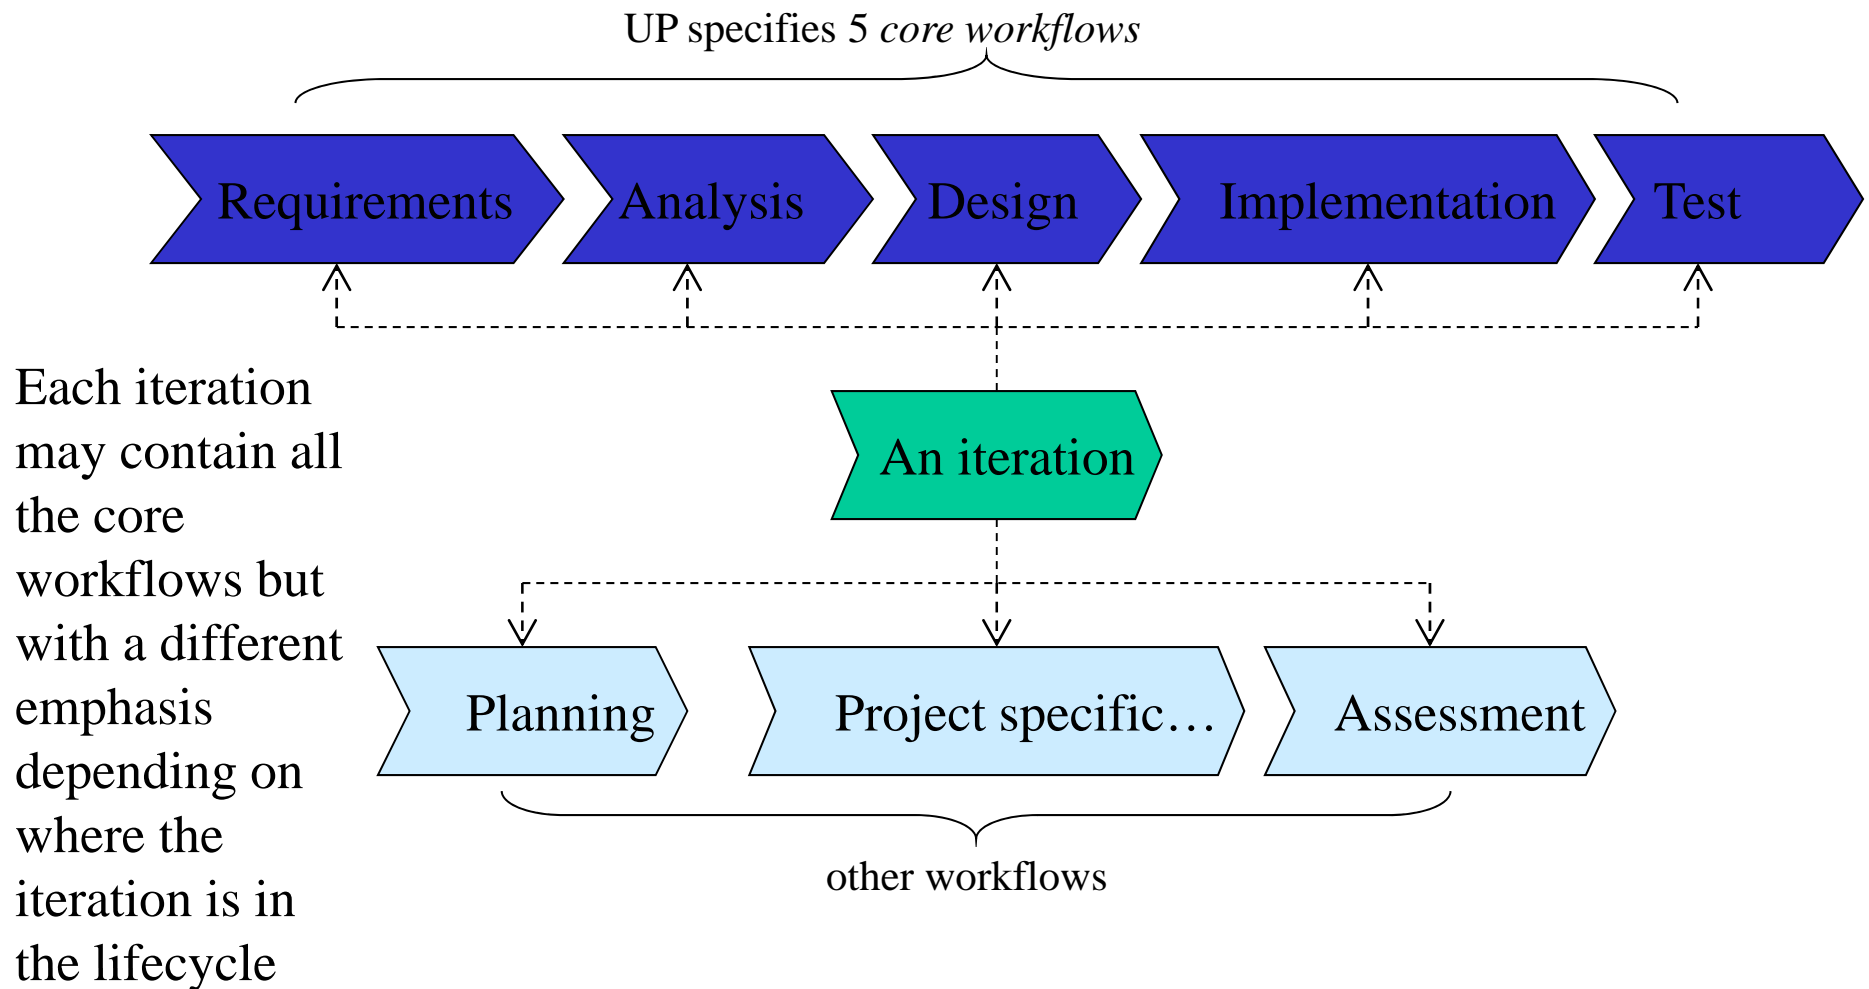 UP specifies 5 core workflows
Requirements
Analysis
Design
Implementation
Test
An iteration
Each iteration
may contain all
the core
workflows but
with a different
emphasis
depending on
where the
iteration is in
the lifecycle
Planning
Project specific…
Assessment
other workflows